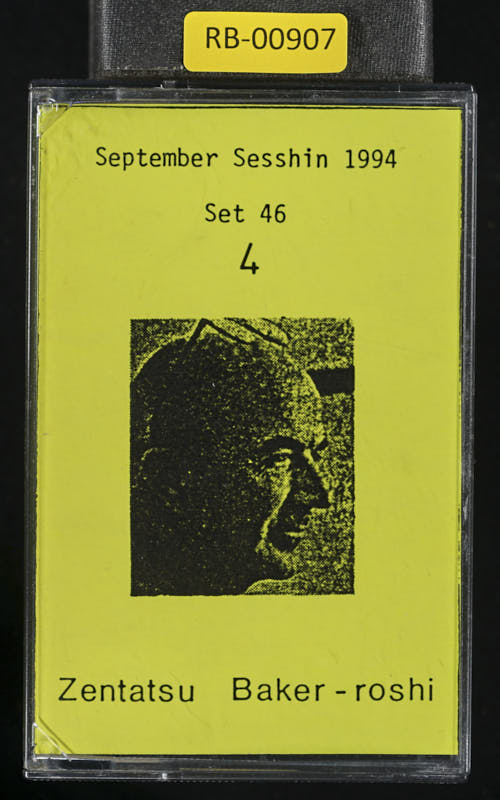 RB-00907
September Sesshin 1994
Set 46
4
Zentatsu Baker-roshi